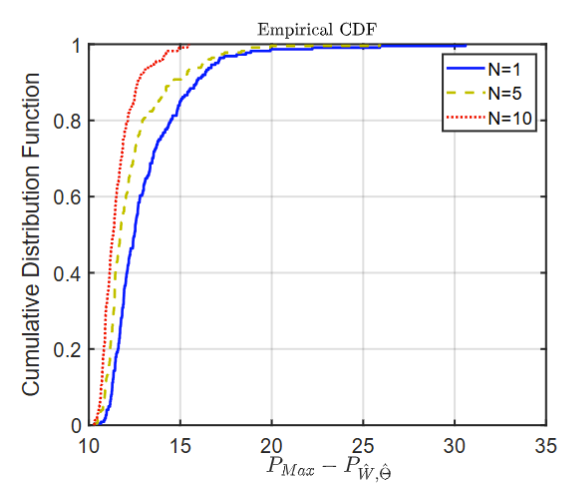 Empirical CDF
Cumulative Distribution Function
1
0.8
0.6
0.4
0.2
0
N=1
N=5
N=10
10 15 20 25 30 35
P_{Max} − P_{Ŵ,Θ̂}